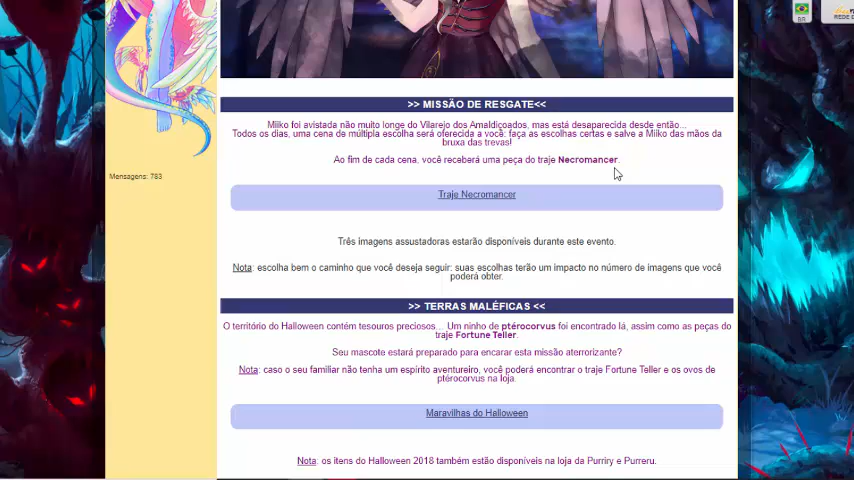 BR
REDE
>> MISSÃO DE RESGATE<<
Miiko foi avistada não muito longe do Vilarejo dos Amaldiçoados, mas está desaparecida desde então...
Todos os dias, uma cena de múltipla escolha será oferecida a você: faça as escolhas certas e salve a Miiko das mãos da
bruxa das trevas!
Ao fim de cada cena, você receberá uma peça do traje Necromancer.
Mensagens: 783
Traje Necromancer
Três imagens assustadoras estarão disponíveis durante este evento.
Nota: escolha bem o caminho que você deseja seguir: suas escolhas terão um impacto no número de imagens que você
poderá obter.
>> TERRAS MALÉFICAS <<
O território do Halloween contém tesouros preciosos... Um ninho de ptérocorvus foi encontrado lá, assim como as peças do
traje Fortune Teller.
Seu mascote estará preparado para encarar esta missão aterrorizante?
Nota: caso o seu familiar não tenha um espírito aventureiro, você poderá encontrar o traje Fortune Teller e os ovos de
ptérocorvus na loja.
Maravilhas do Halloween
Nota: os itens do Halloween 2018 também estão disponíveis na loja da Purriry e Purreru.